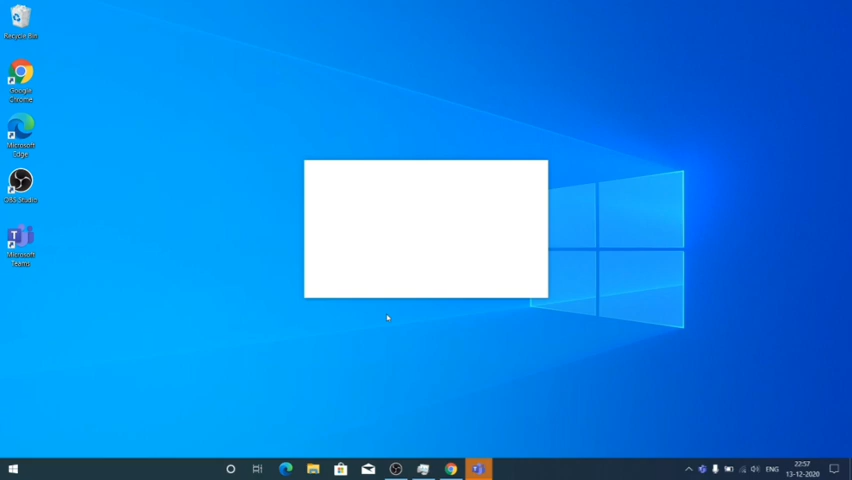 Recycle Bin
Google
Chrome
Microsoft
Edge
OBS Studio
Microsoft
Teams
ENG
22:57
13-12-2020